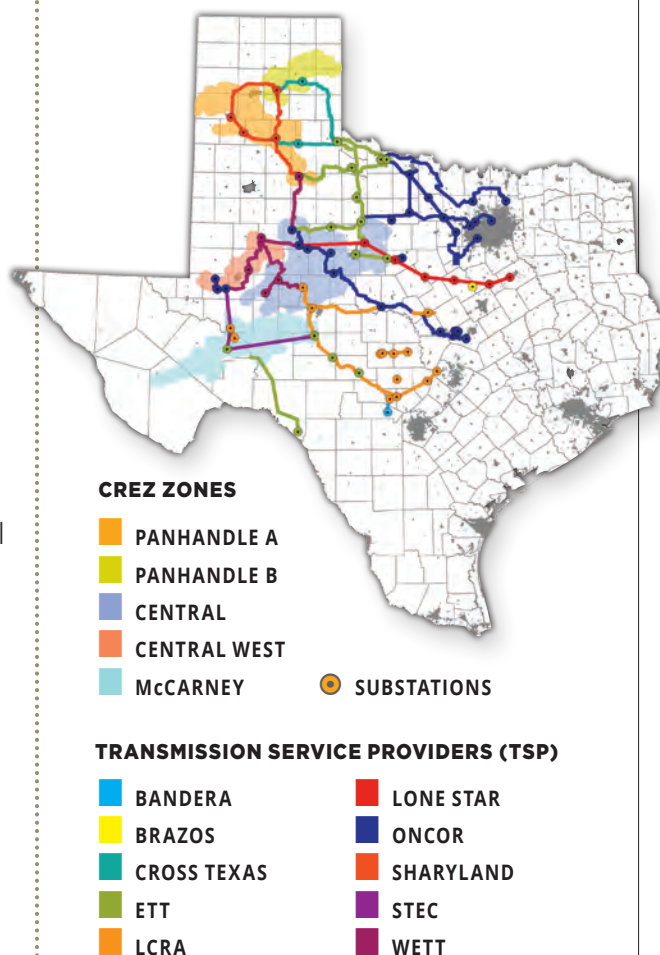 CREZ ZONES
PANHANDLE A
PANHANDLE B
CENTRAL
CENTRAL WEST
McCARNEY
SUBSTATIONS
TRANSMISSION SERVICE PROVIDERS (TSP)
BANDERA
BRAZOS
CROSS TEXAS
ETT
LCRA
LONE STAR
ONCOR
SHARYLAND
STEC
WETT